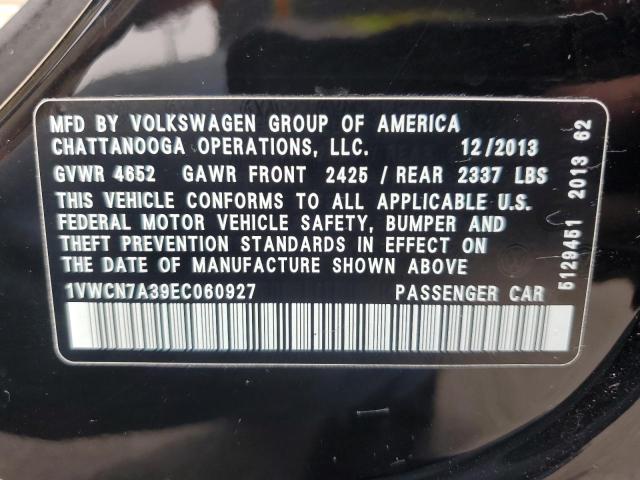 MFD BY VOLKSWAGEN GROUP OF AMERICA
CHATTANOOGA OPERATIONS, LLC. 12/2013
GVWR 4652 GAWR FRONT 2425 / REAR 2337 LBS
THIS VEHICLE CONFORMS TO ALL APPLICABLE U.S.
FEDERAL MOTOR VEHICLE SAFETY, BUMPER AND
THEFT PREVENTION STANDARDS IN EFFECT ON
THE DATE OF MANUFACTURE SHOWN ABOVE
1VWCN7A39EC060927 PASSENGER CAR
5129451 2013 62